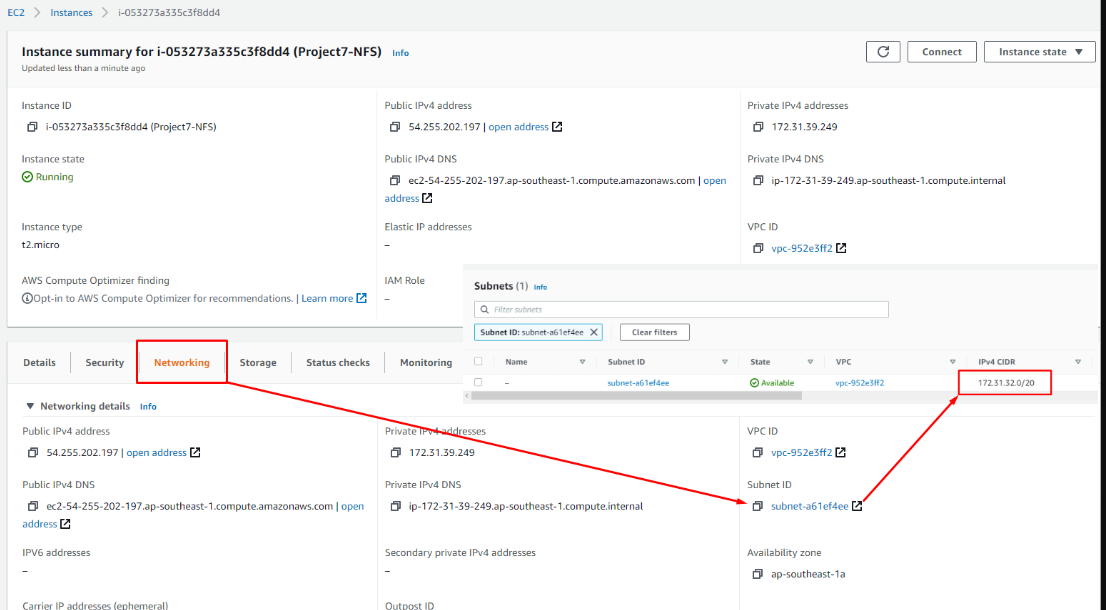 EC2 > Instances > i-053273a335c3f8dd4
Instance summary for i-053273a335c3f8dd4 (Project7-NFS) Info
Updated less than a minute ago
Connect
Instance state
Instance ID
i-053273a335c3f8dd4 (Project7-NFS)
Public IPv4 address
54.255.202.197 | open address
Private IPv4 addresses
172.31.39.249
Instance state
Running
Public IPv4 DNS
ec2-54-255-202-197.ap-southeast-1.compute.amazonaws.com | open
address
Private IPv4 DNS
ip-172-31-39-249.ap-southeast-1.compute.internal
Instance type
t2.micro
Elastic IP addresses
–
VPC ID
vpc-952e3ff2
AWS Compute Optimizer finding
Opt-in to AWS Compute Optimizer for recommendations. | Learn more
IAM Role
–
Subnets (1) Info
Filter subnets
Subnet ID: subnet-a61ef4ee
Clear filters
Name Subnet ID State VPC IPv4 CIDR
– subnet-a61ef4ee Available vpc-952e3ff2 172.31.32.0/20
Details Security Networking Storage Status checks Monitoring
Networking details Info
Public IPv4 address
54.255.202.197 | open address
Private IPv4 addresses
172.31.39.249
VPC ID
vpc-952e3ff2
Public IPv4 DNS
ec2-54-255-202-197.ap-southeast-1.compute.amazonaws.com | open
address
Private IPv4 DNS
ip-172-31-39-249.ap-southeast-1.compute.internal
Subnet ID
subnet-a61ef4ee
IPV6 addresses
–
Secondary private IPv4 addresses
–
Availability zone
ap-southeast-1a
Carrier IP addresses (ephemeral)
Outpost ID